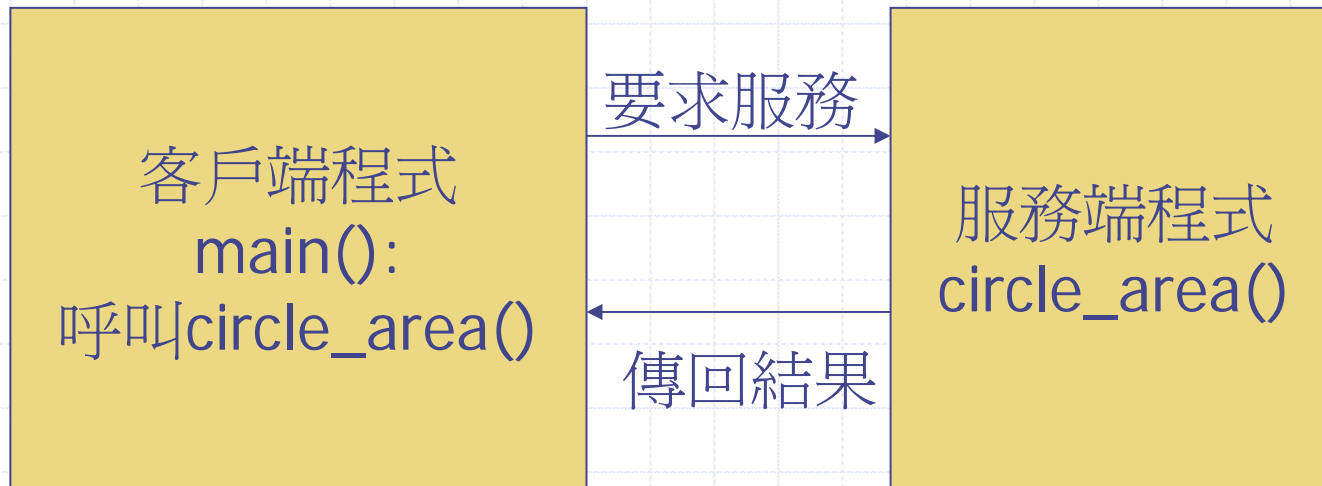 客戶端程式
main():
呼叫circle_area()
要求服務
傳回結果
服務端程式
circle_area()